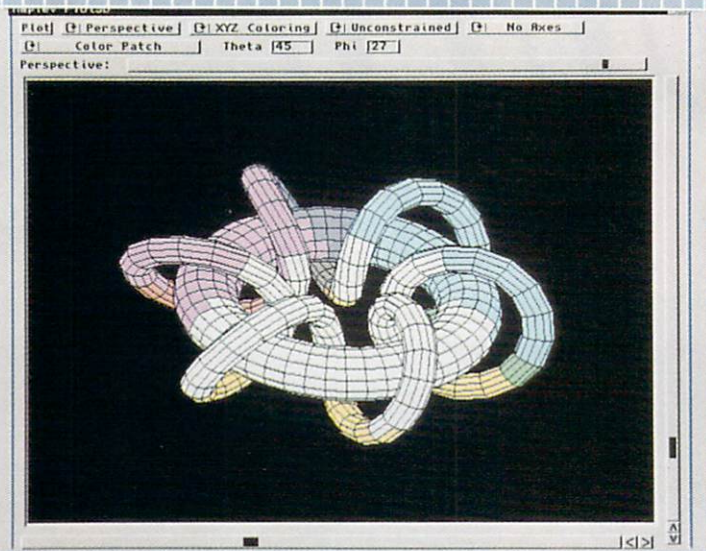 Plot Perspective XYZ Coloring Unconstrained No Axes
Color Patch Theta 45 Phi 27
Perspective: